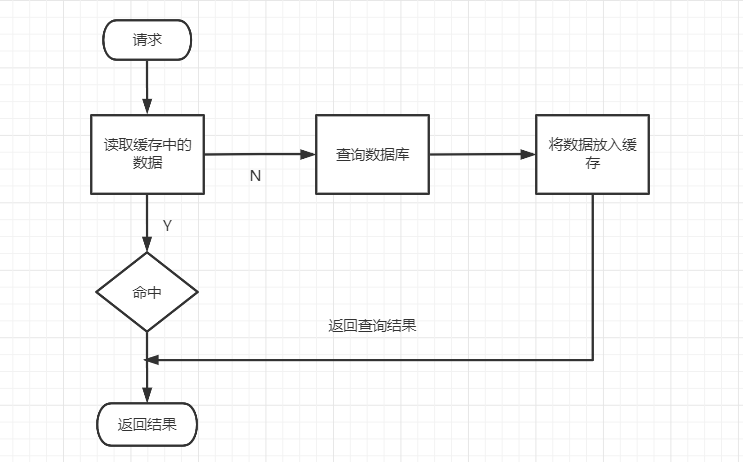 请求
读取缓存中的
数据
N
查询数据库
将数据放入缓
存
Y
命中
返回查询结果
返回结果